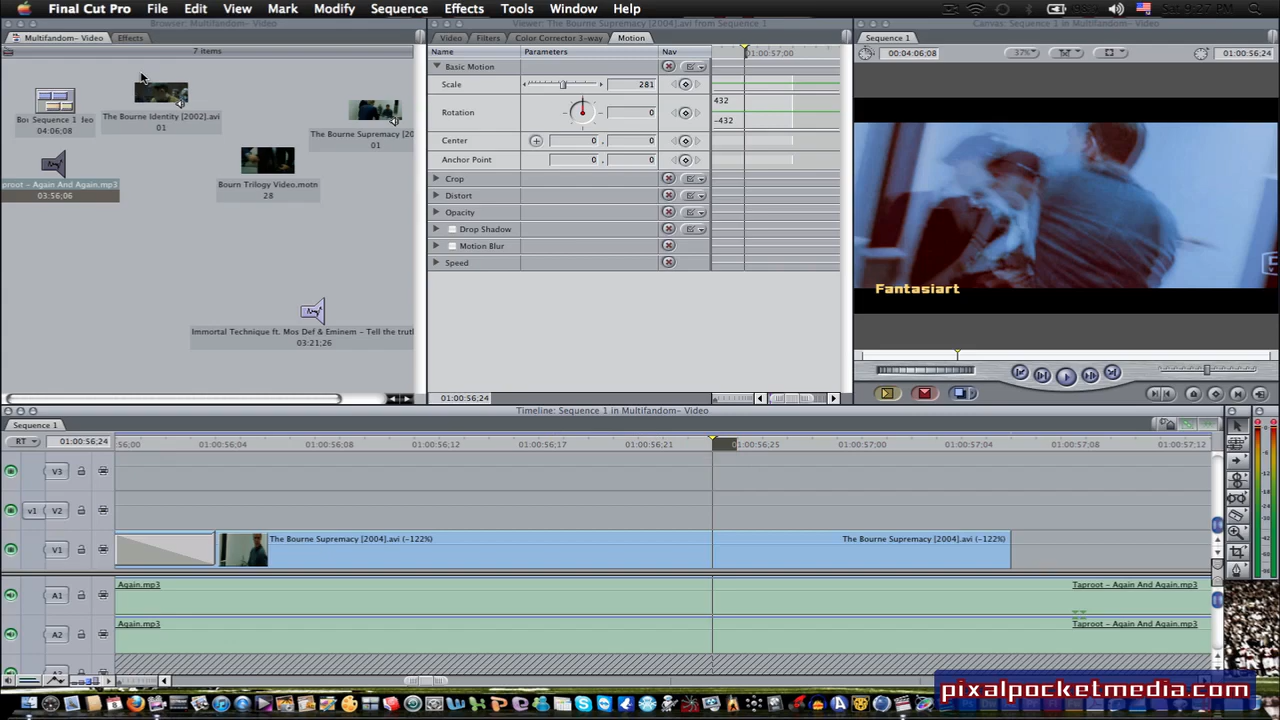 Final Cut Pro File Edit View Mark Modify Sequence Effects Tools Window Help
Sat 9:27 PM
Browser: Multifandom- Video
Viewer: The Bourne Supremacy [2004].avi from Sequence 1
Canvas: Sequence 1 in Multifandom- Video
Multifandom- Video Effects
Video Filters Color Corrector 3-way Motion
Sequence 1
7 items
Name Parameters Nav 01:00:57;00
00:04:06;08 37% 01:00:56;24
Basic Motion
Scale 281
Rotation 0
432
-432
Center 0 , 0
Anchor Point 0 , 0
Crop
Distort
Opacity
Drop Shadow
Motion Blur
Speed
Sequence 1
04:06;08
The Bourne Identity [2002].avi
01
The Bourne Supremacy [20
01
proot - Again And Again.mp3
03:56;06
Bourn Trilogy Video.motn
28
Immortal Technique ft. Mos Def & Eminem - Tell the truth
03:21;26
Fantasiart
01:00:56;24
Timeline: Sequence 1 in Multifandom- Video
Sequence 1
RT 01:00:56;24
56;00 01:00:56;04 01:00:56;08 01:00:56;12 01:00:56;17 01:00:56;21 01:00:56;25 01:00:57;00 01:00:57;04 01:00:57;08 01:00:57;12
V3
v1 V2
V1
The Bourne Supremacy [2004].avi (-122%) The Bourne Supremacy [2004].avi (-122%)
A1
Again.mp3 Taproot - Again And Again.mp3
A2
Again.mp3 Taproot - Again And Again.mp3
pixalpocketmedia.com